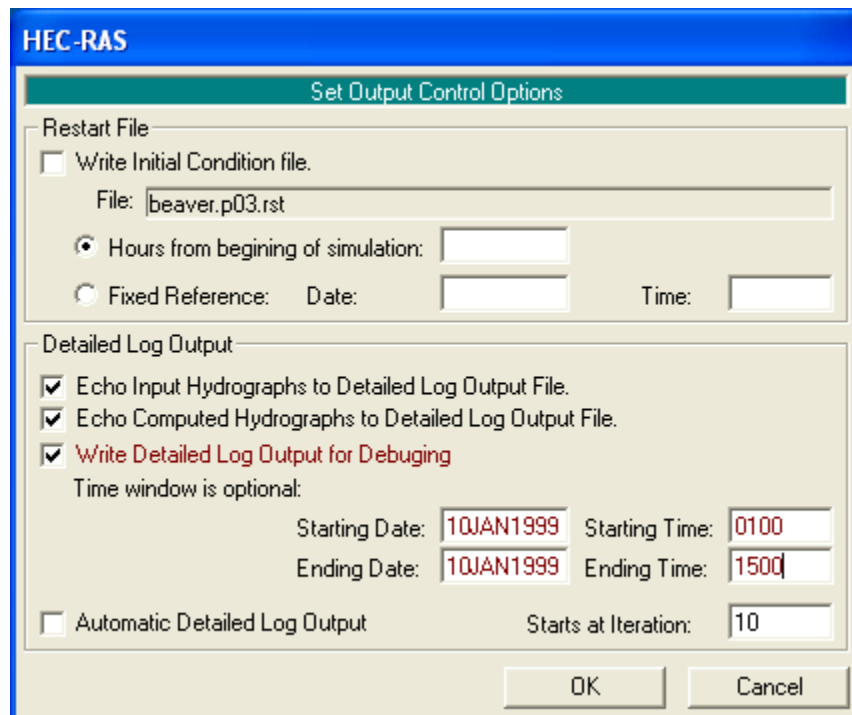 HEC-RAS
Set Output Control Options
Restart File
Write Initial Condition file.
File: beaver.p03.rst
Hours from begining of simulation:
Fixed Reference: Date: Time:
Detailed Log Output
Echo Input Hydrographs to Detailed Log Output File.
Echo Computed Hydrographs to Detailed Log Output File.
Write Detailed Log Output for Debuging
Time window is optional:
Starting Date: 10JAN1999 Starting Time: 0100
Ending Date: 10JAN1999 Ending Time: 1500
Automatic Detailed Log Output Starts at Iteration: 10
OK Cancel